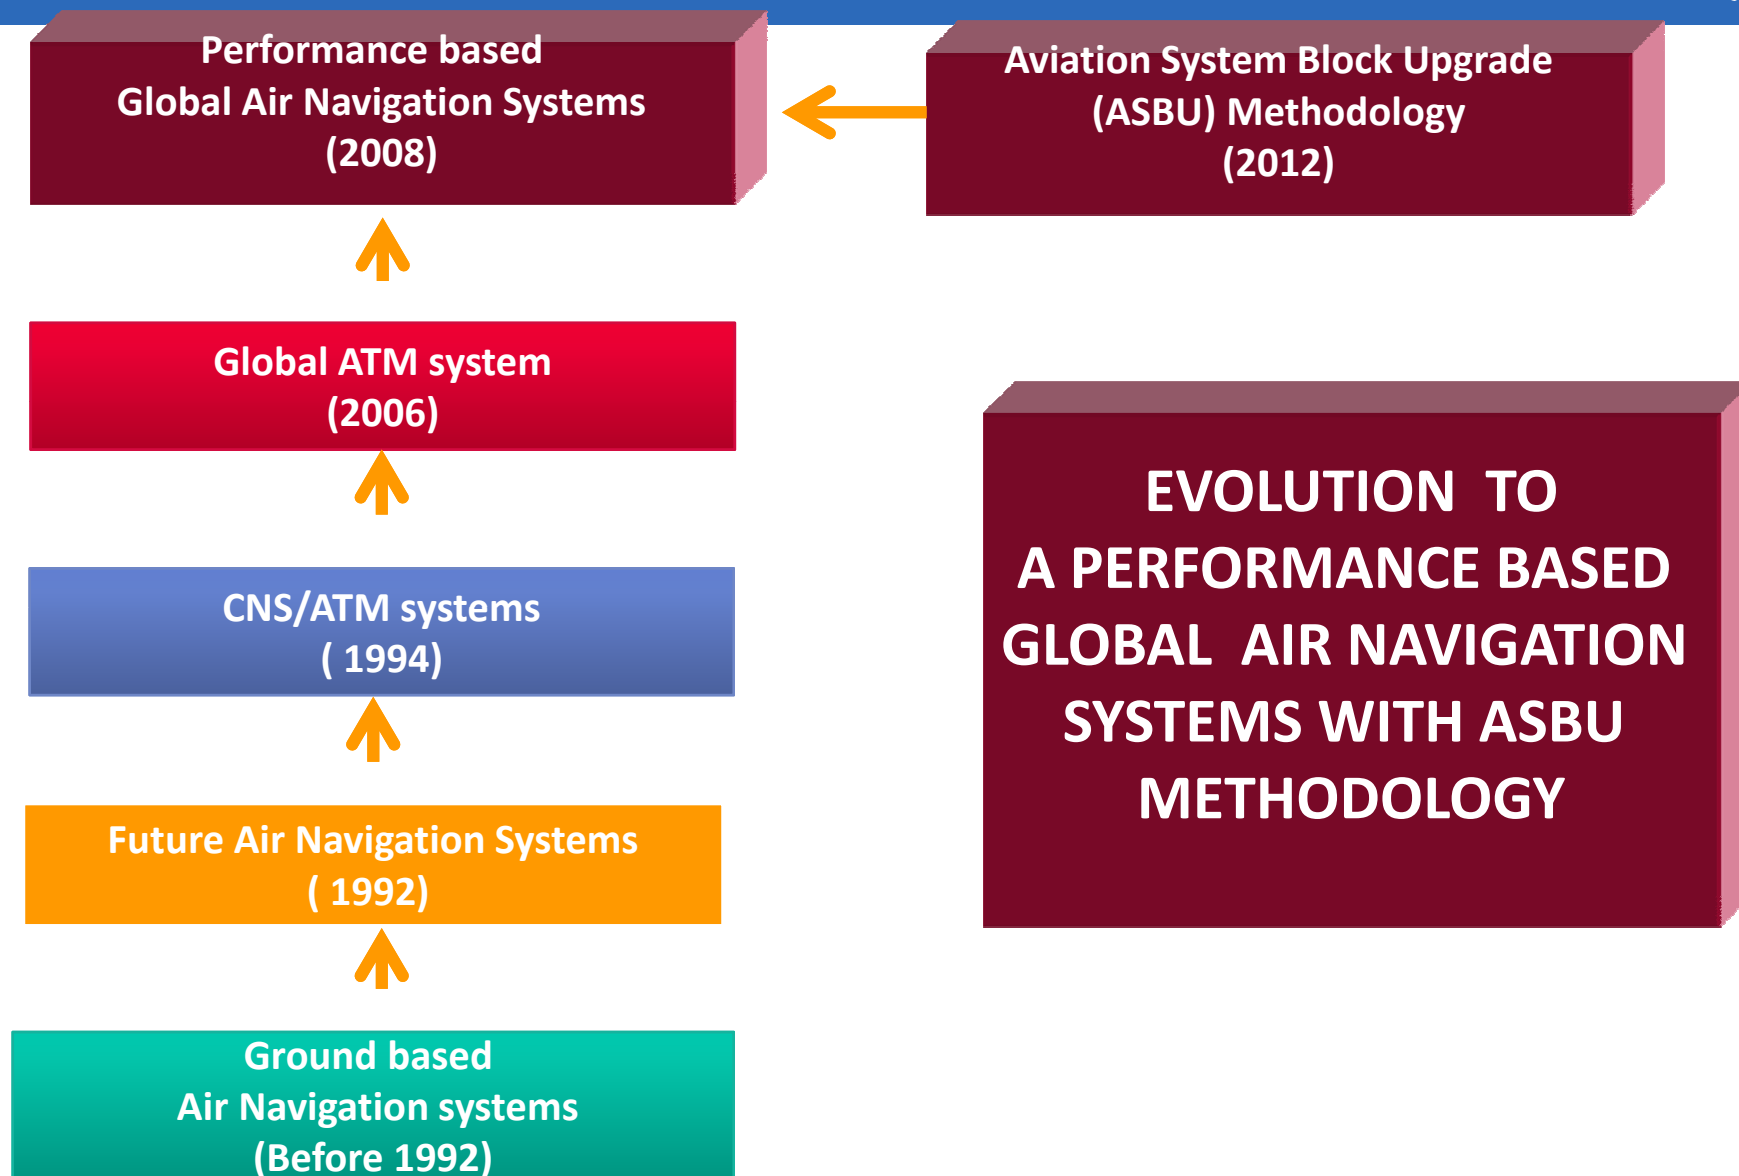 Performance based
Global Air Navigation Systems
(2008)
Aviation System Block Upgrade
(ASBU) Methodology
(2012)
Global ATM system
(2006)
CNS/ATM systems
( 1994)
Future Air Navigation Systems
( 1992)
Ground based
Air Navigation systems
(Before 1992)
EVOLUTION  TO
A PERFORMANCE BASED
GLOBAL  AIR NAVIGATION
SYSTEMS WITH ASBU
METHODOLOGY